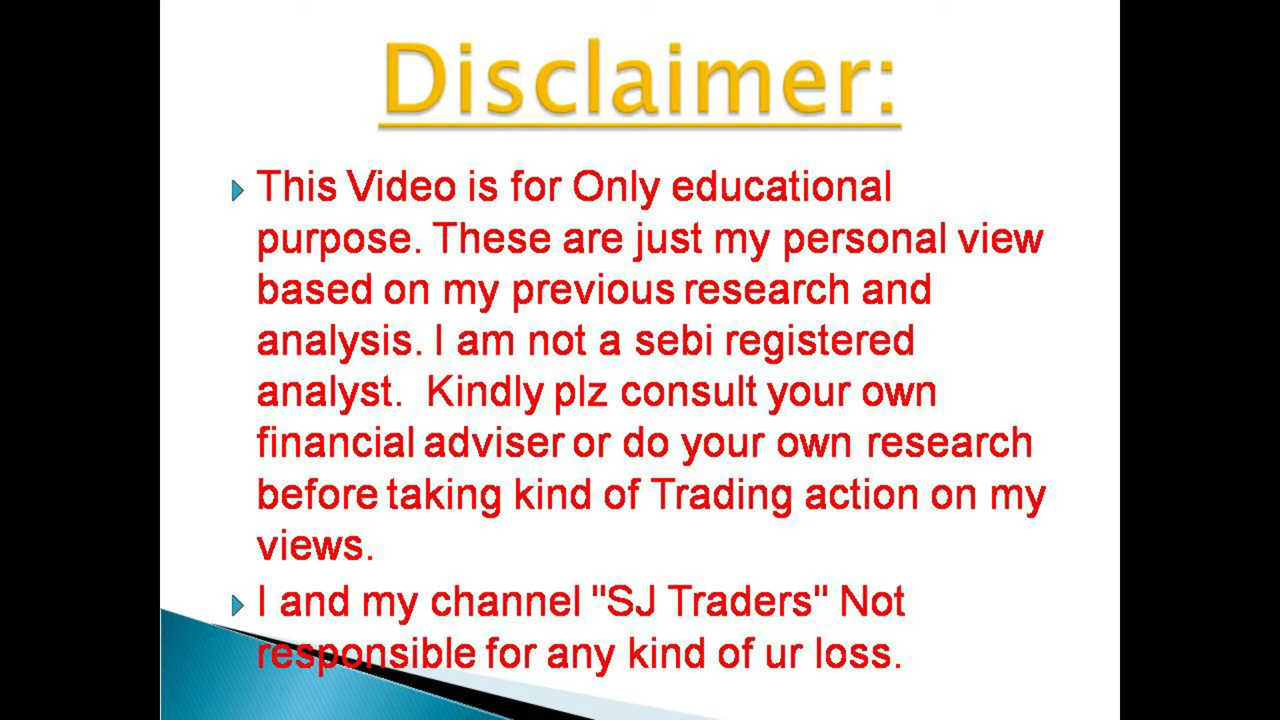 Disclaimer:
This Video is for Only educational
purpose. These are just my personal view
based on my previous research and
analysis. I am not a sebi registered
analyst.  Kindly plz consult your own
financial adviser or do your own research
before taking kind of Trading action on my
views.
I and my channel "SJ Traders" Not
responsible for any kind of ur loss.